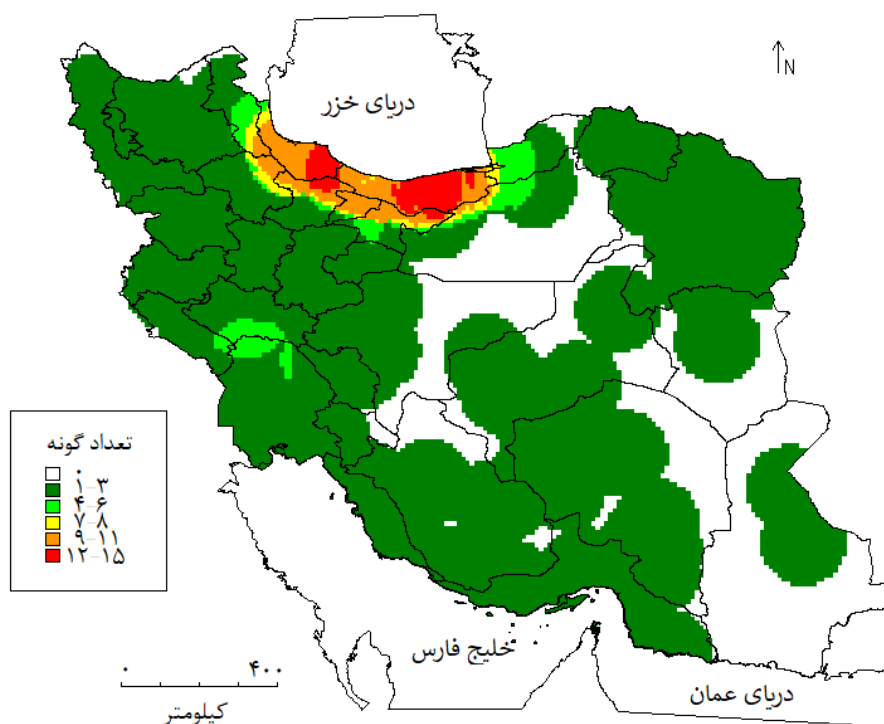 N
دریای خزر
تعداد گونه
۰
۱-۳
۴-۶
۷-۸
۹-۱۱
۱۲-۱۵
خلیج فارس
دریای عمان
۰ ۴۰۰
کیلومتر